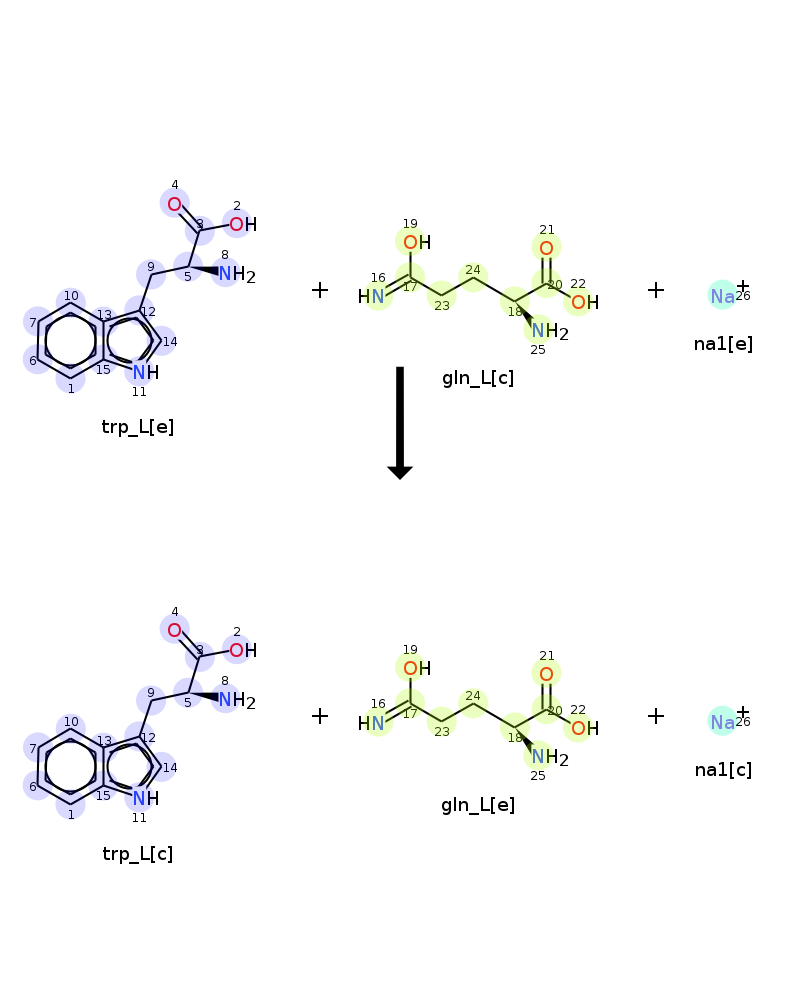 4
O
3
2
OH
8
NH2
9
5
10
7
13
12
14
6
15
NH
1
11
trp_L[e]
+
19
OH
16
HN
17
23
24
21
O
20
22
OH
18
NH2
25
gln_L[c]
+
Na+
26
na1[e]
4
O
3
2
OH
8
NH2
9
5
10
7
13
12
14
6
15
NH
1
11
trp_L[c]
+
19
OH
16
HN
17
23
24
21
O
20
22
OH
18
NH2
25
gln_L[e]
+
Na+
26
na1[c]